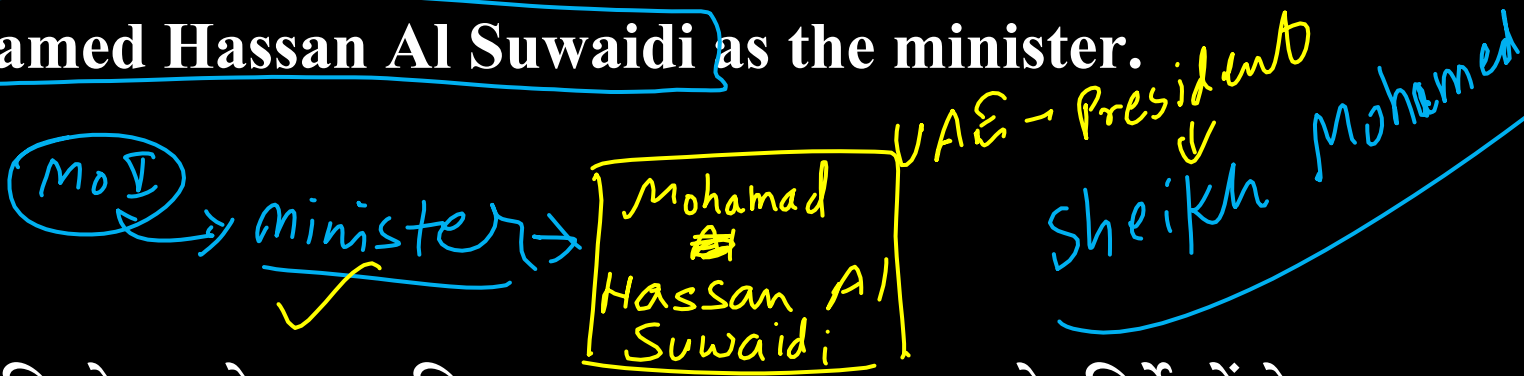 amed Hassan Al Suwaidi as the minister.
UAE → President
Sheikh Mohamed
MoI
minister →
Mohamad
Hassan Al
Suwaidi